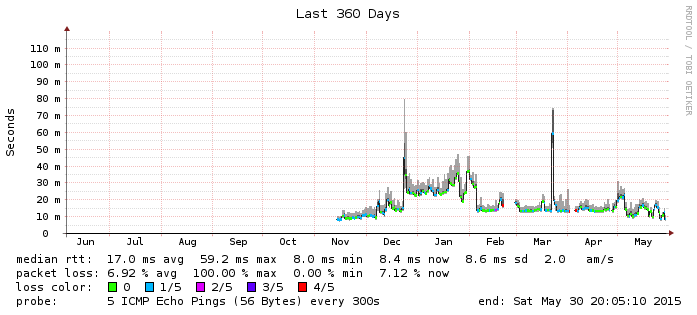 Last 360 Days
RRDTOOL / TOBI OETIKER
Seconds
110 m
100 m
90 m
80 m
70 m
60 m
50 m
40 m
30 m
20 m
10 m
0
Jun Jul Aug Sep Oct Nov Dec Jan Feb Mar Apr May
median rtt: 17.0 ms avg 59.2 ms max 8.0 ms min 8.4 ms now 8.6 ms sd 2.0 am/s
packet loss: 6.92 % avg 100.00 % max 0.00 % min 7.12 % now
loss color: 0 1/5 2/5 3/5 4/5
probe: 5 ICMP Echo Pings (56 Bytes) every 300s end: Sat May 30 20:05:10 2015